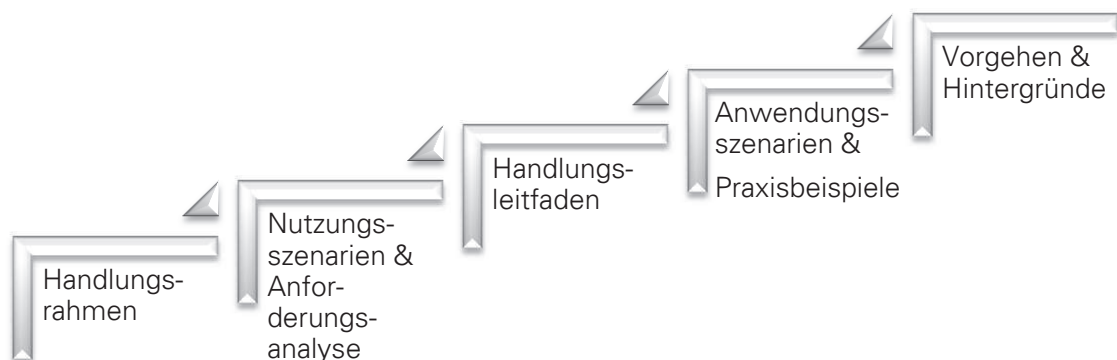 Handlungs-
rahmen
Nutzungs-
szenarien &
Anfor-
derungs-
analyse
Handlungs-
leitfaden
Anwendungs-
szenarien &
Praxisbeispiele
Vorgehen &
Hintergründe